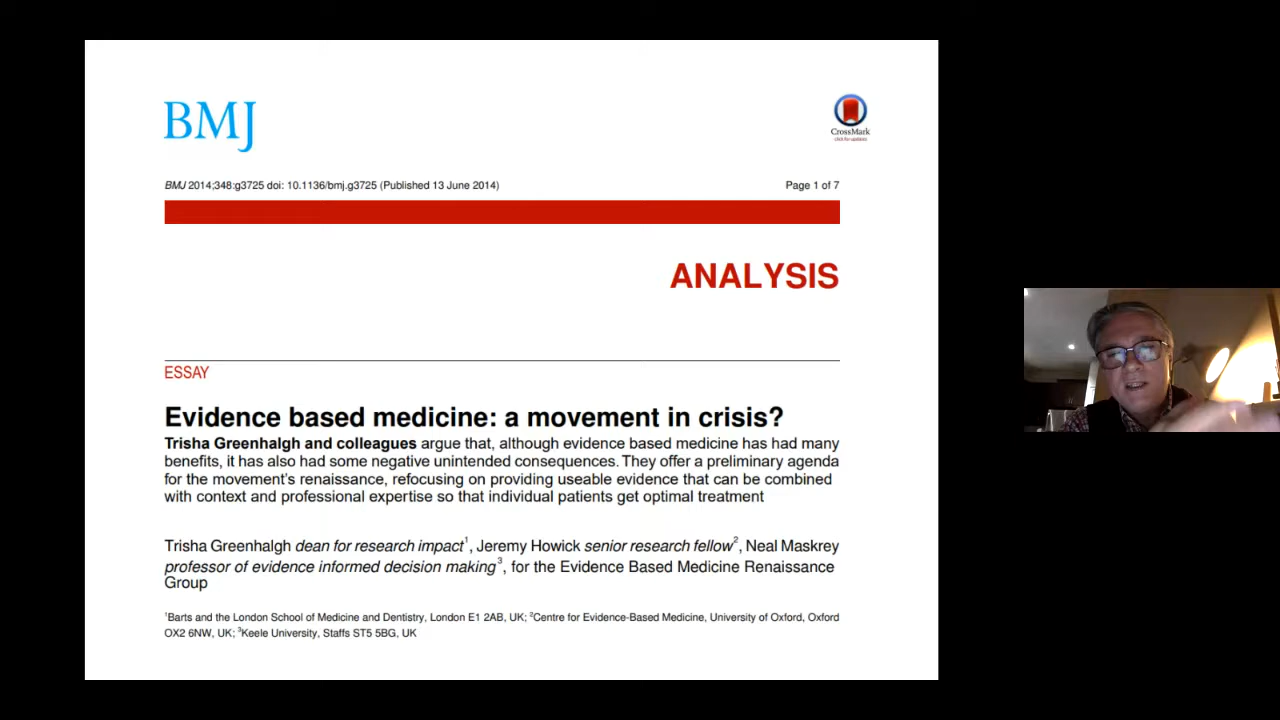 BMJ
CrossMark
click for updates
BMJ 2014;348:g3725 doi: 10.1136/bmj.g3725 (Published 13 June 2014)
Page 1 of 7
ANALYSIS
ESSAY
Evidence based medicine: a movement in crisis?
Trisha Greenhalgh and colleagues argue that, although evidence based medicine has had many
benefits, it has also had some negative unintended consequences. They offer a preliminary agenda
for the movement's renaissance, refocusing on providing useable evidence that can be combined
with context and professional expertise so that individual patients get optimal treatment
Trisha Greenhalgh dean for research impact1, Jeremy Howick senior research fellow2, Neal Maskrey
professor of evidence informed decision making3, for the Evidence Based Medicine Renaissance
Group
1Barts and the London School of Medicine and Dentistry, London E1 2AB, UK; 2Centre for Evidence-Based Medicine, University of Oxford, Oxford
OX2 6NW, UK; 3Keele University, Staffs ST5 5BG, UK